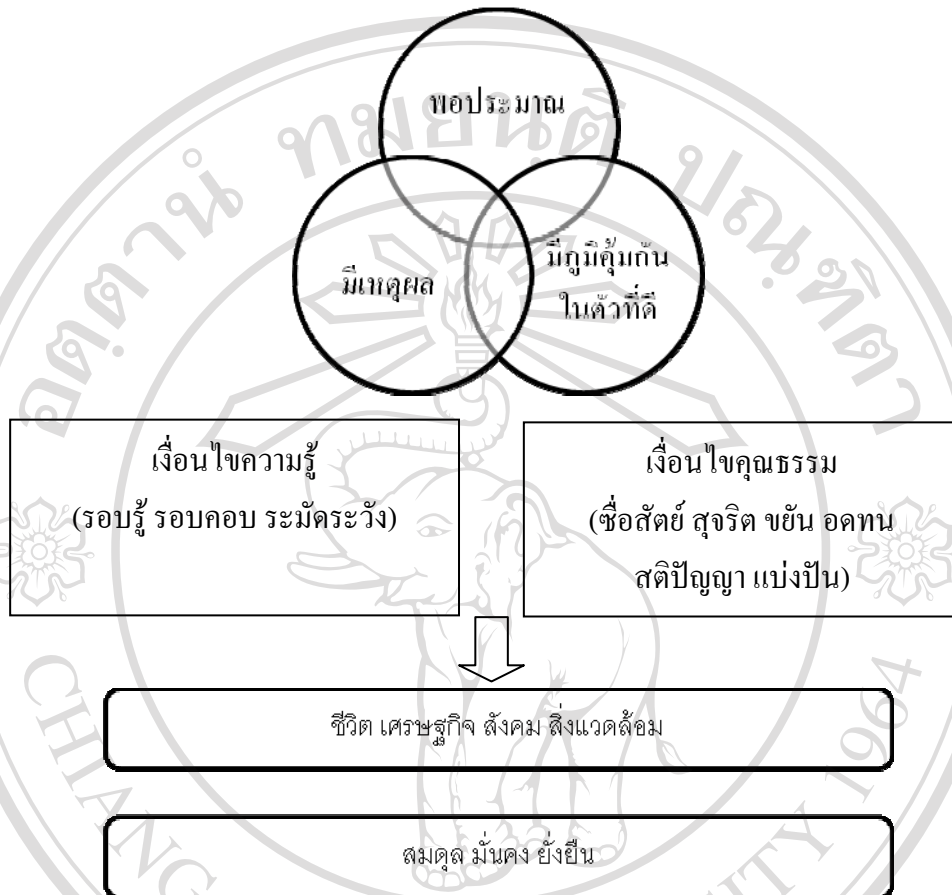 พอประมาณ
มีเหตุผล
มีภูมิคุ้มกัน
ในตัวที่ดี
เงื่อนไขความรู้
(รอบรู้ รอบคอบ ระมัดระวัง)
เงื่อนไขคุณธรรม
(ซื่อสัตย์ สุจริต ขยัน อดทน
สติปัญญา แบ่งปัน)
ชีวิต เศรษฐกิจ สังคม สิ่งแวดล้อม
สมดุล มั่นคง ยั่งยืน
1964